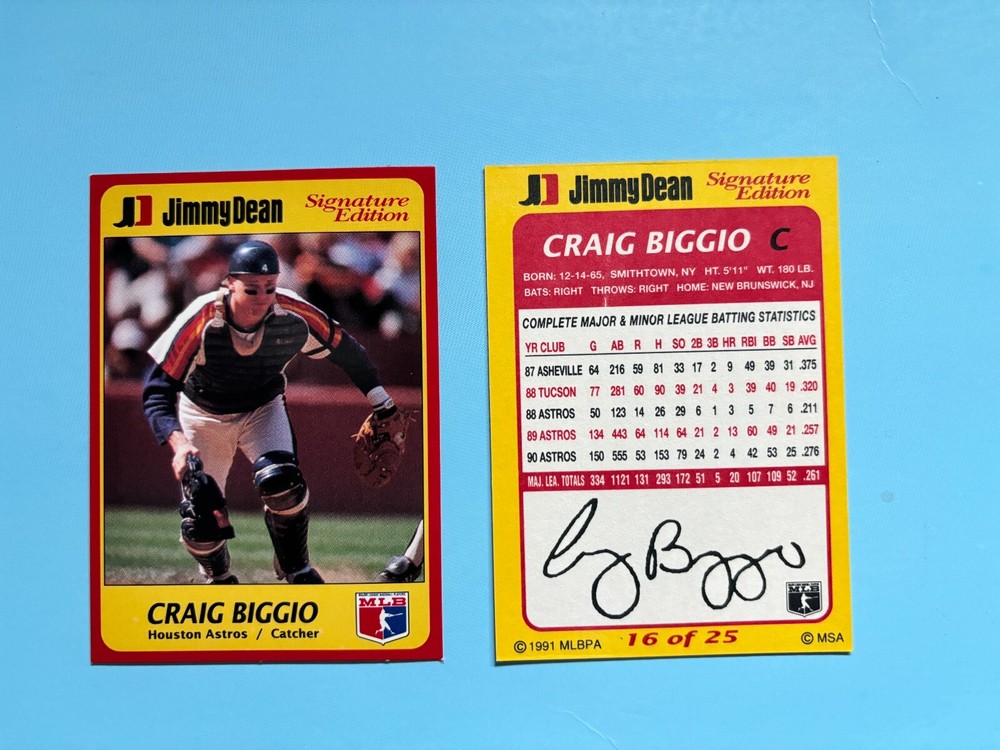 JimmyDean Signature Edition
CRAIG BIGGIO
Houston Astros / Catcher
MLB
4
JimmyDean Signature Edition
CRAIG BIGGIO C
BORN: 12-14-65, SMITHTOWN, NY HT. 5'11" WT. 180 LB.
BATS: RIGHT THROWS: RIGHT HOME: NEW BRUNSWICK, NJ
COMPLETE MAJOR & MINOR LEAGUE BATTING STATISTICS
YR CLUB G AB R H SO 2B 3B HR RBI BB SB AVG
87 ASHEVILLE 64 216 59 81 33 17 2 9 49 39 31 .375
88 TUCSON 77 281 60 90 39 21 4 3 39 40 19 .320
88 ASTROS 50 123 14 26 29 6 1 3 5 7 6 .211
89 ASTROS 134 443 64 114 64 21 2 13 60 49 21 .257
90 ASTROS 150 555 53 153 79 24 2 4 42 53 25 .276
MAJ. LEA. TOTALS 334 1121 131 293 172 51 5 20 107 109 52 .261
Craig Biggio
MLB
© 1991 MLBPA 16 of 25 © MSA